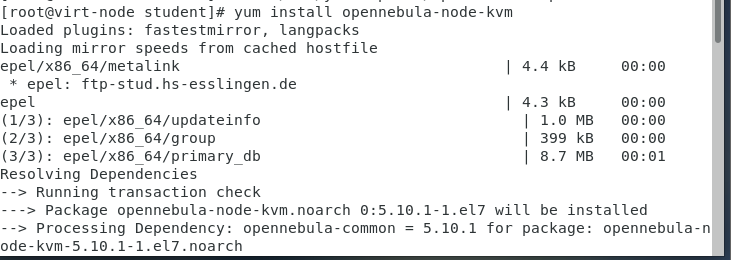 [root@virt-node student]# yum install opennebula-node-kvm
Loaded plugins: fastestmirror, langpacks
Loading mirror speeds from cached hostfile
epel/x86_64/metalink | 4.4 kB 00:00
* epel: ftp-stud.hs-esslingen.de
epel | 4.3 kB 00:00
(1/3): epel/x86_64/updateinfo | 1.0 MB 00:00
(2/3): epel/x86_64/group | 399 kB 00:00
(3/3): epel/x86_64/primary_db | 8.7 MB 00:01
Resolving Dependencies
--> Running transaction check
---> Package opennebula-node-kvm.noarch 0:5.10.1-1.el7 will be installed
--> Processing Dependency: opennebula-common = 5.10.1 for package: opennebula-n
ode-kvm-5.10.1-1.el7.noarch